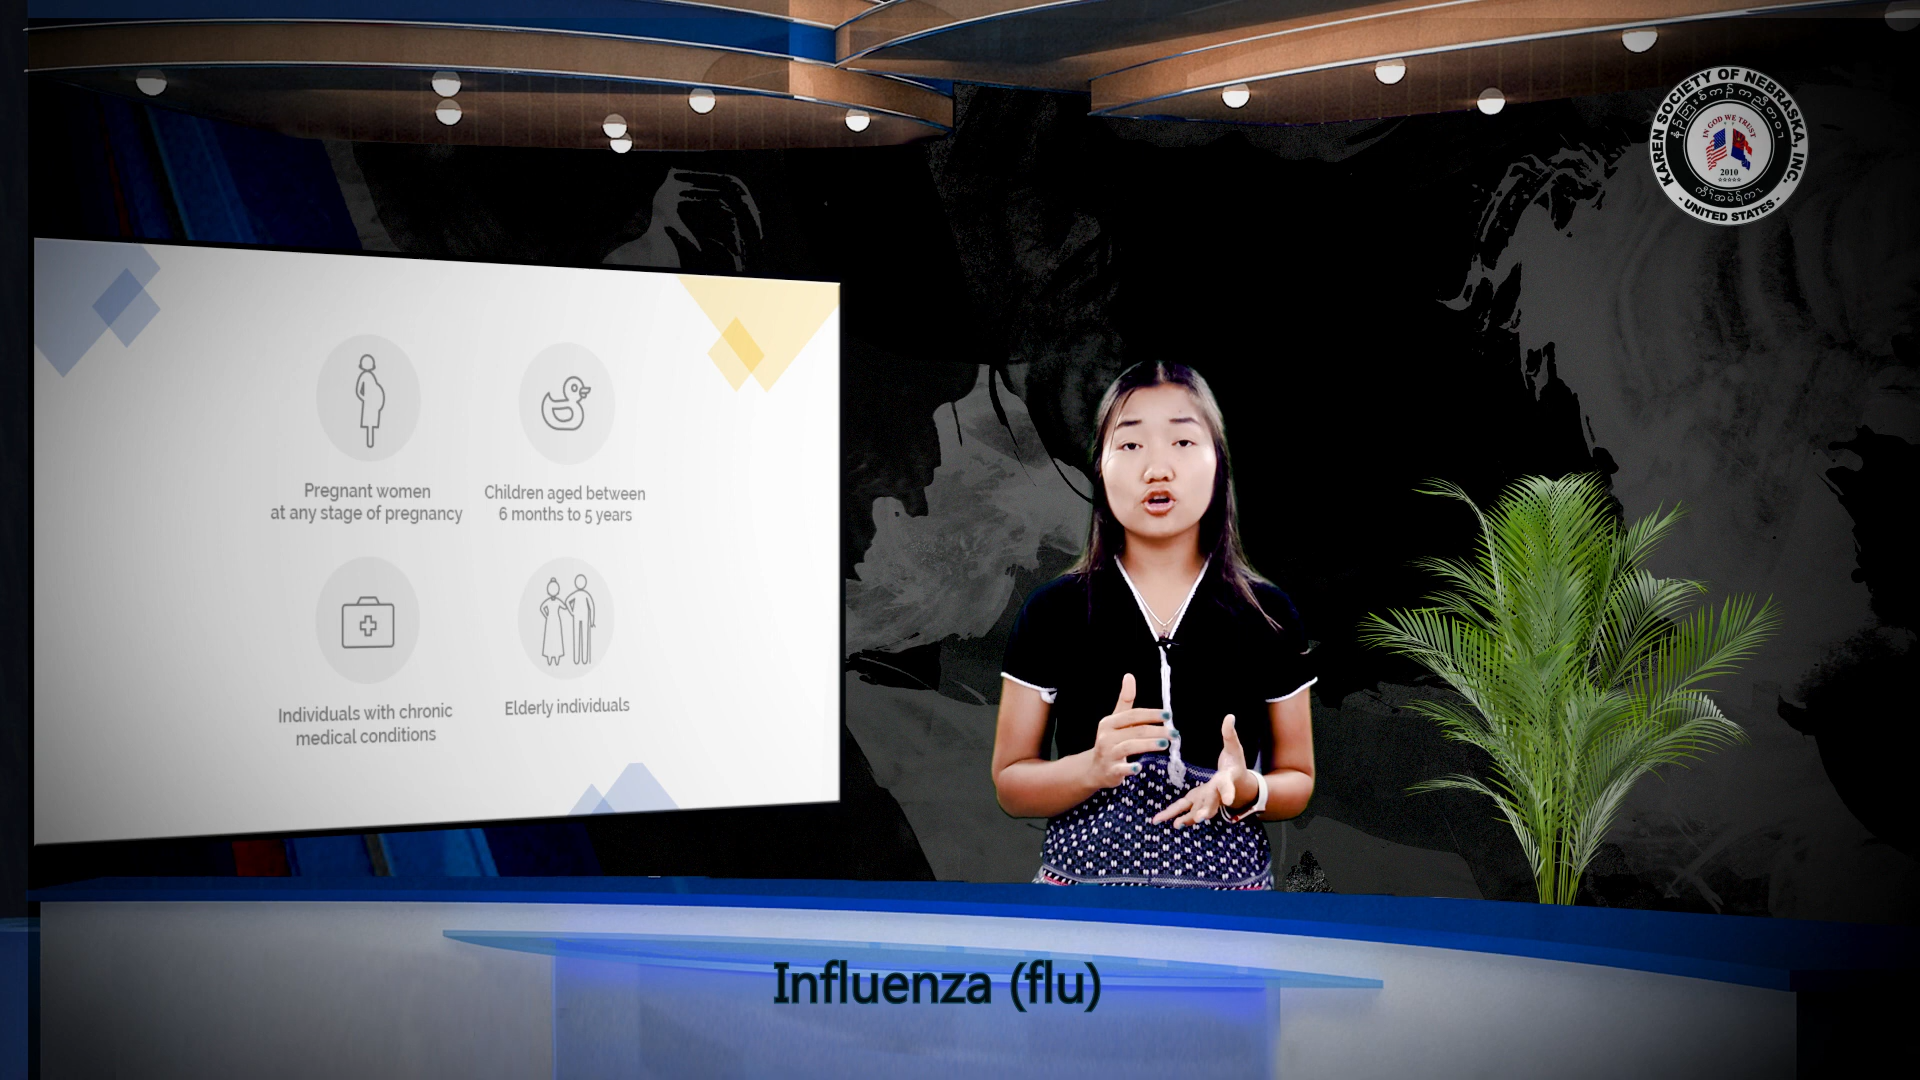 KAREN SOCIETY OF NEBRASKA, INC.
IN GOD WE TRUST
2010
- UNITED STATES -
Pregnant women
at any stage of pregnancy
Children aged between
6 months to 5 years
Individuals with chronic
medical conditions
Elderly individuals
Influenza (flu)